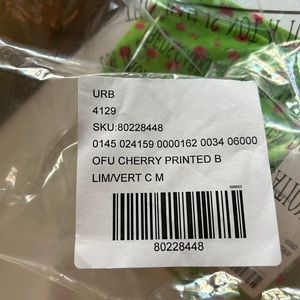 URB
4129
SKU:80228448
0145 024159 0000162 0034 06000
OFU CHERRY PRINTED B
LIM/VERT C M
80228448